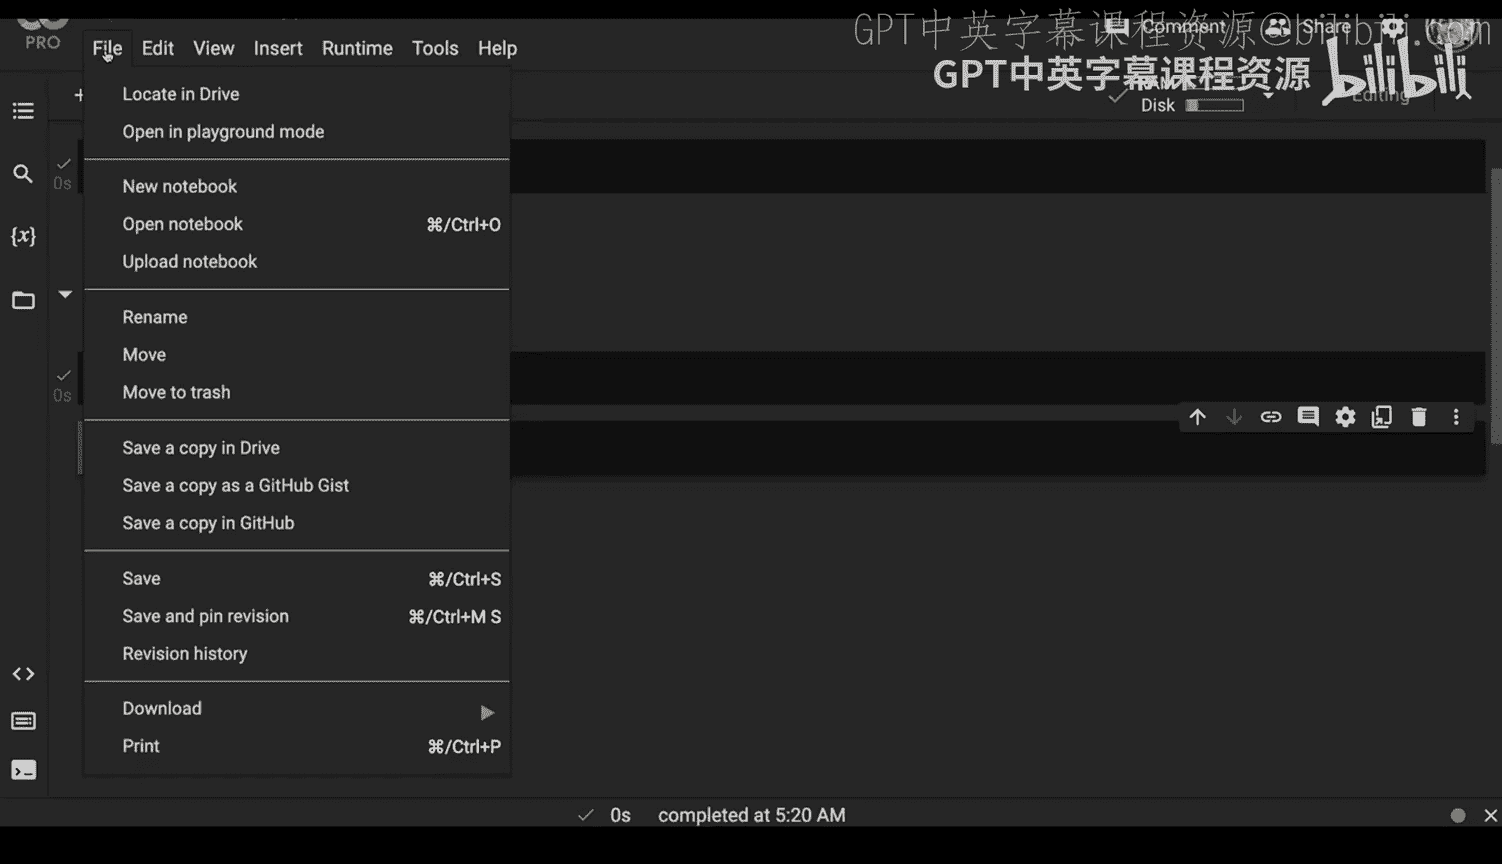 GPT中英字幕课程资源@bilibili.com
GPT中英字幕课程资源 bilibili
PRO
File Edit View Insert Runtime Tools Help
Comment
Share
Disk
Editing
Locate in Drive
Open in playground mode
New notebook
Open notebook ⌘/Ctrl+O
Upload notebook
Rename
Move
Move to trash
Save a copy in Drive
Save a copy as a GitHub Gist
Save a copy in GitHub
Save ⌘/Ctrl+S
Save and pin revision ⌘/Ctrl+M S
Revision history
Download
Print ⌘/Ctrl+P
{x}
0s
0s
0s completed at 5:20 AM